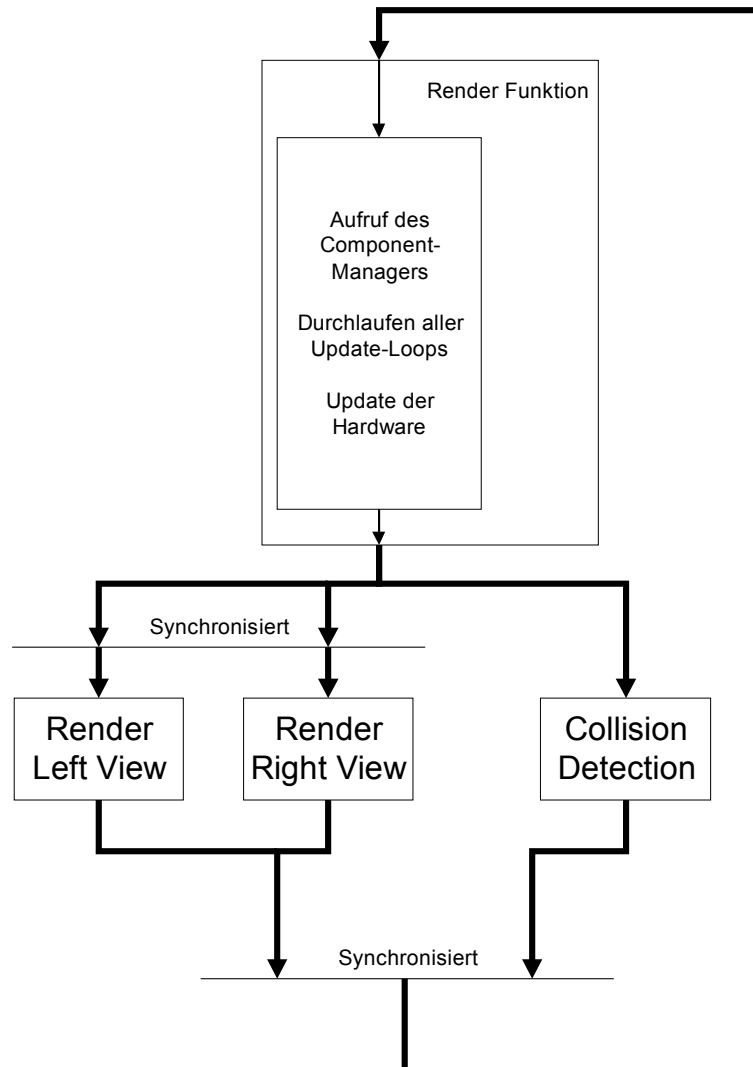 Render Funktion
Aufruf des
Component-
Managers
Durchlaufen aller
Update-Loops
Update der
Hardware
Synchronisiert
Render
Left View
Render
Right View
Collision
Detection
Synchronisiert